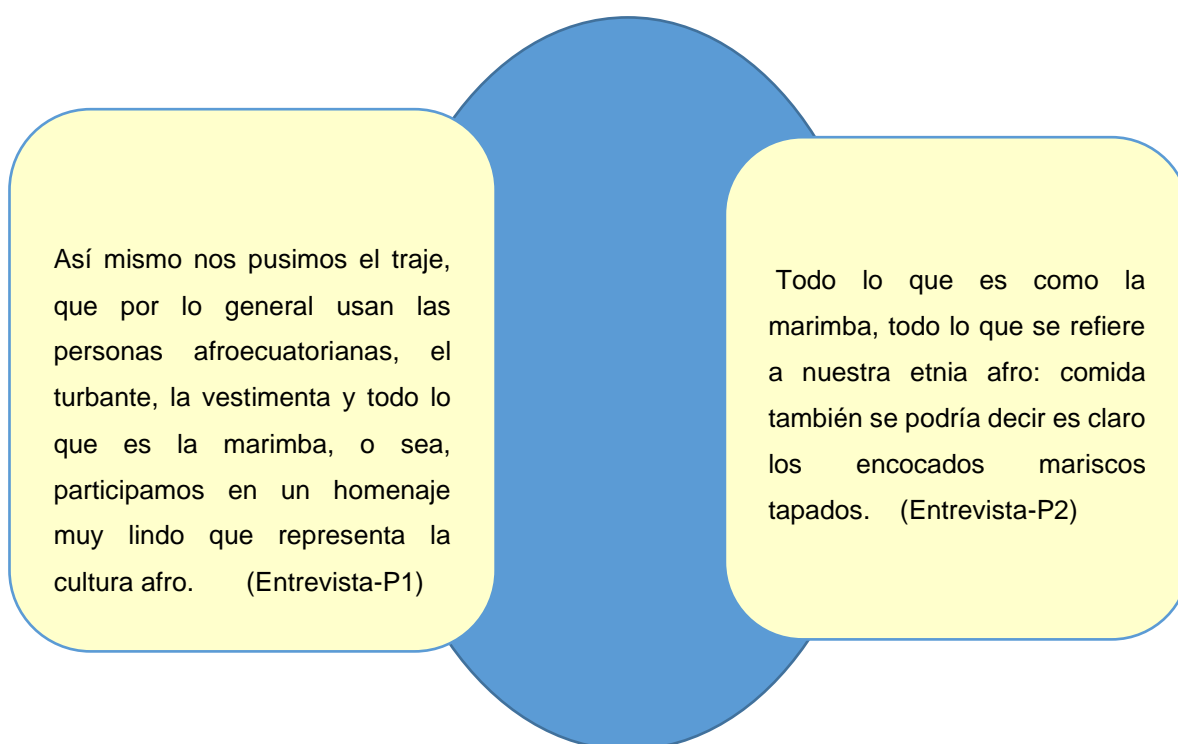 Así mismo nos pusimos el traje,
que por lo general usan las
personas afroecuatorianas, el
turbante, la vestimenta y todo lo
que es la marimba, o sea,
participamos en un homenaje
muy lindo que representa la
cultura afro. (Entrevista-P1)
Todo lo que es como la
marimba, todo lo que se refiere
a nuestra etnia afro: comida
también se podría decir es claro
los encocados mariscos
tapados. (Entrevista-P2)